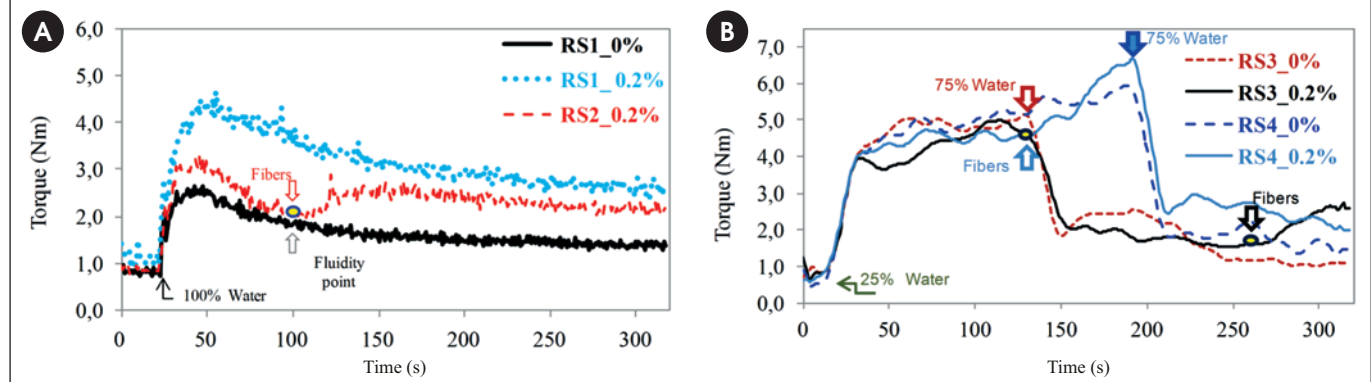 A
Torque (Nm)
6,0
5,0
4,0
3,0
2,0
1,0
0,0
RS1_0%
RS1_ 0.2%
RS2_0.2%
Fibers
Fluidity
point
100% Water
0 50 100 150 200 250 300
Time (s)
B
Torque (Nm)
7,0
6,0
5,0
4,0
3,0
2,0
1,0
0,0
75% Water
75% Water
RS3_0%
RS3_0.2%
RS4_0%
RS4_0.2%
Fibers
Fibers
25% Water
0 50 100 150 200 250 300
Time (s)